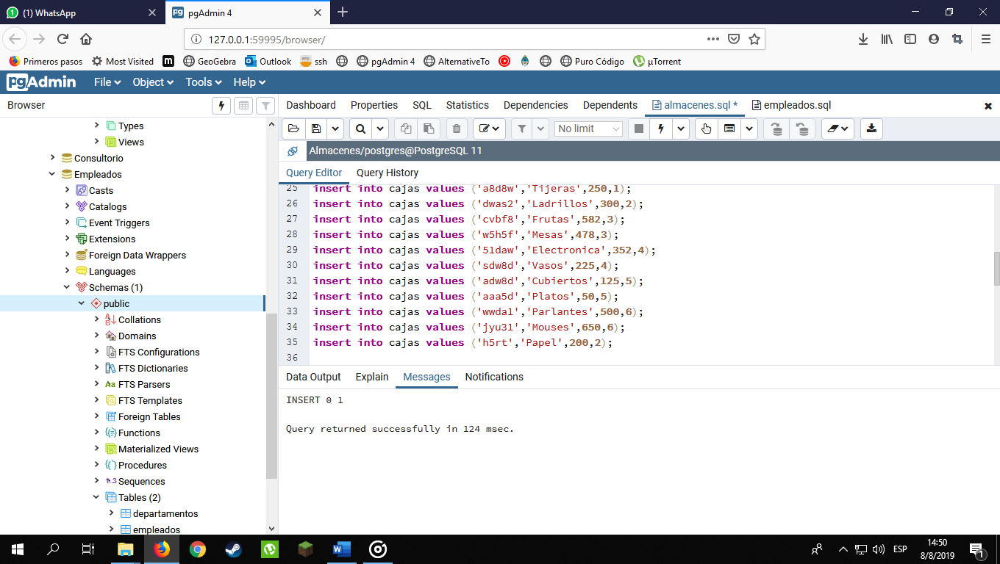 (1) WhatsApp
pgAdmin 4
127.0.0.1:59995/browser/
Primeros pasos
Most Visited
m
GeoGebra
Outlook
ssh
pgAdmin 4
AlternativeTo
Puro Código
µTorrent
pgAdmin
File
Object
Tools
Help
Browser
Dashboard
Properties
SQL
Statistics
Dependencies
Dependents
almacenes.sql *
empleados.sql
No limit
Almacenes/postgres@PostgreSQL 11
Query Editor
Query History
Types
Views
Consultorio
Empleados
Casts
Catalogs
Event Triggers
Extensions
Foreign Data Wrappers
Languages
Schemas (1)
public
Collations
Domains
FTS Configurations
FTS Dictionaries
Aa FTS Parsers
FTS Templates
Foreign Tables
Functions
Materialized Views
Procedures
1..3 Sequences
Tables (2)
departamentos
empleados
25 insert into cajas values ('a8d8w','Tijeras',250,1);
26 insert into cajas values ('dwas2','Ladrillos',300,2);
27 insert into cajas values ('cvbf8','Frutas',582,3);
28 insert into cajas values ('w5h5f','Mesas',478,3);
29 insert into cajas values ('51daw','Electronica',352,4);
30 insert into cajas values ('sdw8d','Vasos',225,4);
31 insert into cajas values ('adw8d','Cubiertos',125,5);
32 insert into cajas values ('aaa5d','Platos',50,5);
33 insert into cajas values ('wwda1','Parlantes',500,6);
34 insert into cajas values ('jyu31','Mouses',650,6);
35 insert into cajas values ('h5rt','Papel',200,2);
36
Data Output
Explain
Messages
Notifications
INSERT 0 1
Query returned successfully in 124 msec.
ESP
14:50
8/8/2019
1